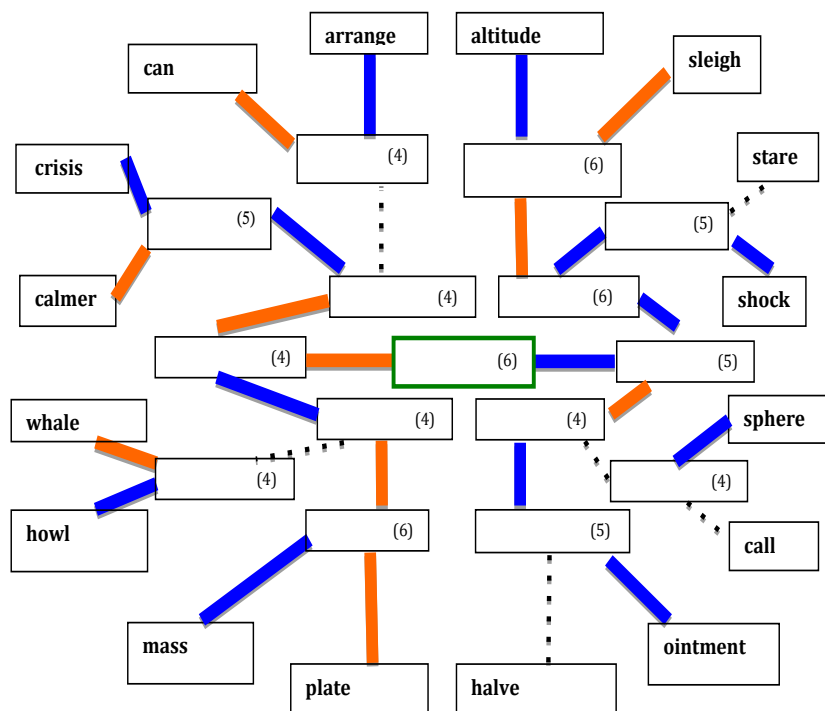 arrange
altitude
can
sleigh
(4)
(6)
stare
crisis
(5)
(5)
calmer
(4)
(6)
shock
(4)
(6)
(5)
whale
(4)
(4)
sphere
(4)
(4)
howl
(6)
(5)
call
mass
ointment
plate
halve